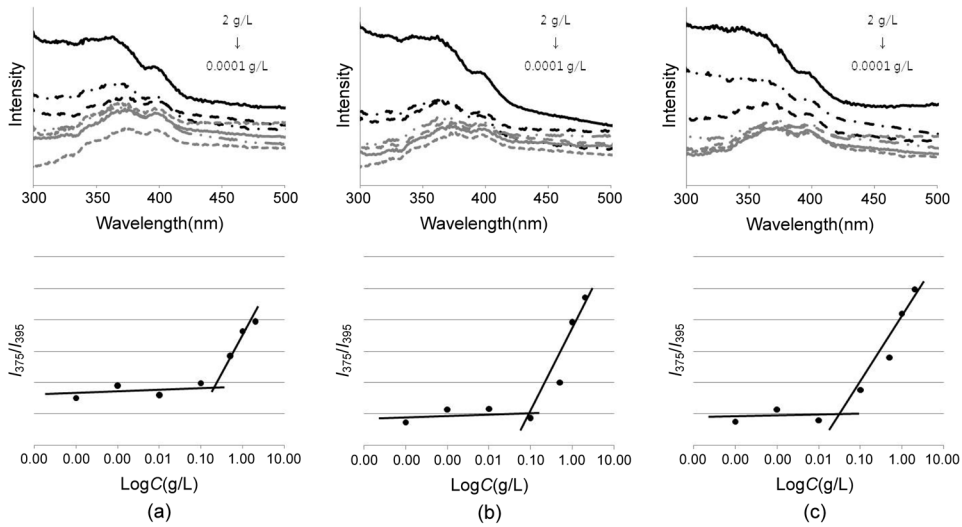 2 g/L
↓
0.0001 g/L
Intensity
300 350 400 450 500
Wavelength(nm)
2 g/L
↓
0.0001 g/L
Intensity
300 350 400 450 500
Wavelength(nm)
2 g/L
↓
0.0001 g/L
Intensity
300 350 400 450 500
Wavelength(nm)
I375/I395
0.00 0.00 0.00 0.01 0.10 1.00 10.00
LogC(g/L)
(a)
I375/I395
0.00 0.00 0.00 0.01 0.10 1.00 10.00
LogC(g/L)
(b)
I375/I395
0.00 0.00 0.00 0.01 0.10 1.00 10.00
LogC(g/L)
(c)